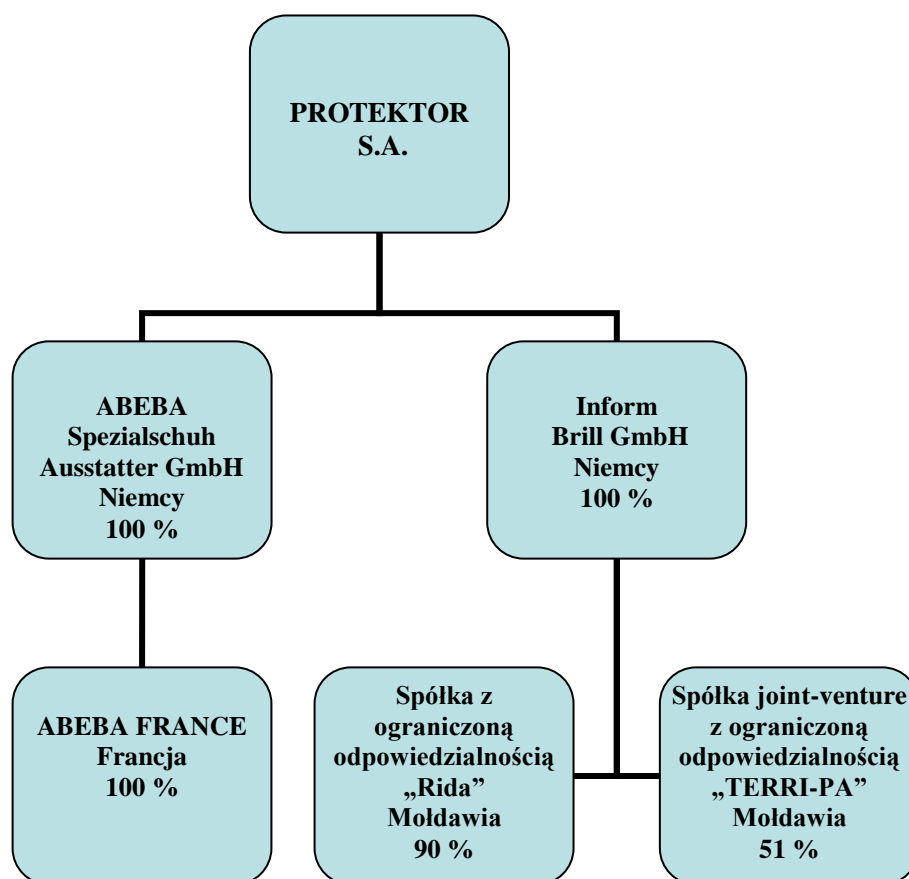 PROTEKTOR
S.A.
ABEBA
Spezialschuh
Ausstatter GmbH
Niemcy
100 %
Inform
Brill GmbH
Niemcy
100 %
ABEBA FRANCE
Francja
100 %
Spółka z
ograniczoną
odpowiedzialnością
„Rida”
Mołdawia
90 %
Spółka joint-venture
z ograniczoną
odpowiedzialnością
„TERRI-PA”
Mołdawia
51 %